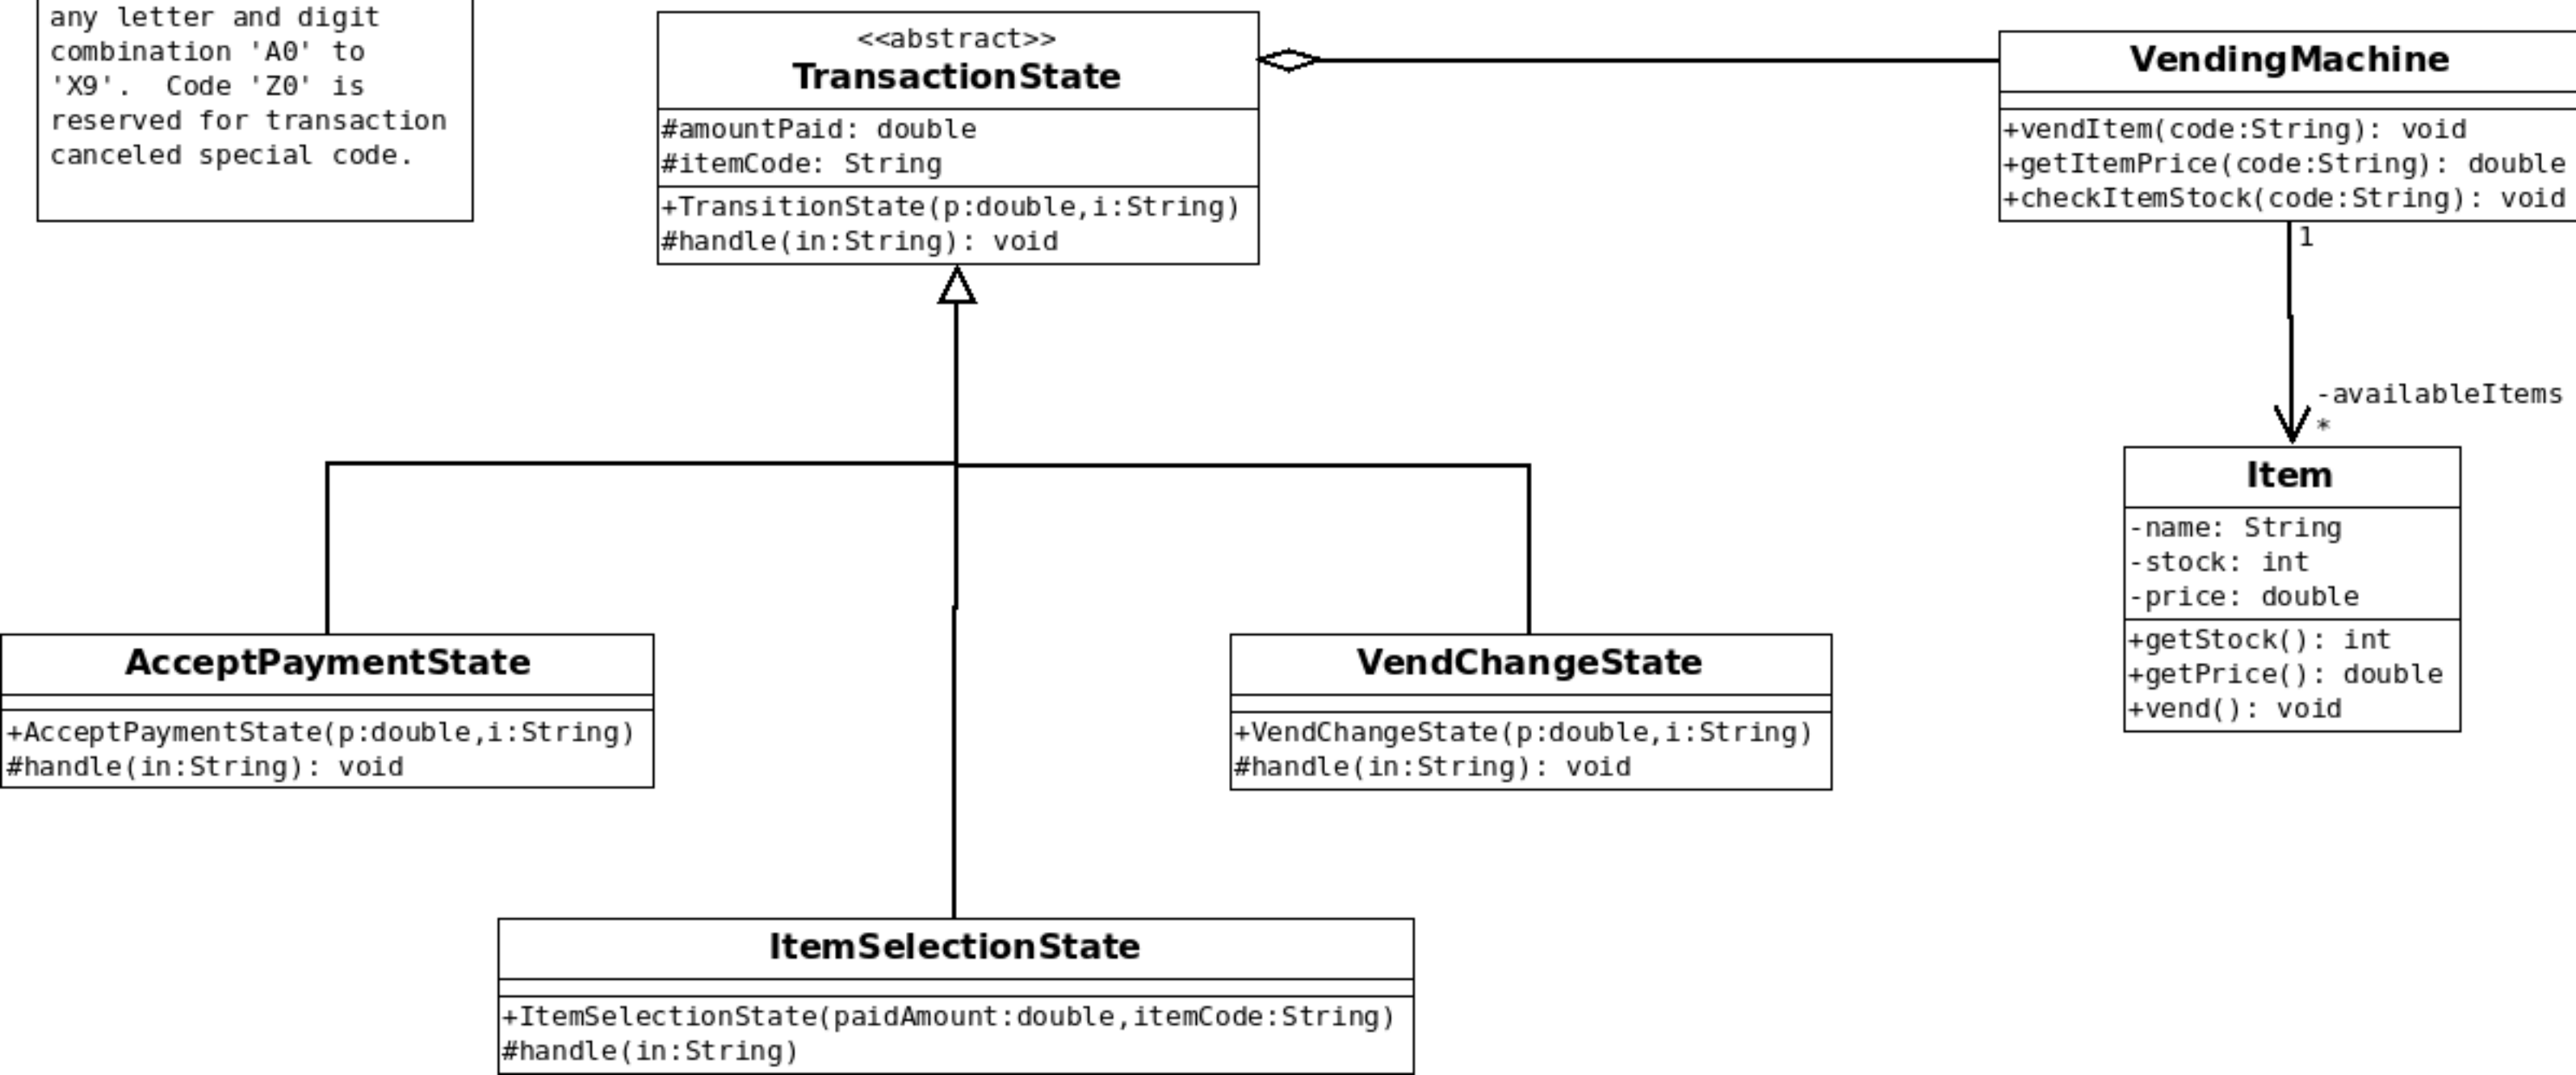 any letter and digit
combination 'A0' to
'X9'.  Code 'Z0' is
reserved for transaction
canceled special code.
<<abstract>>
TransactionState
#amountPaid: double
#itemCode: String
+TransitionState(p:double,i:String)
#handle(in:String): void
VendingMachine
+vendItem(code:String): void
+getItemPrice(code:String): double
+checkItemStock(code:String): void
1
-availableItems
*
Item
-name: String
-stock: int
-price: double
+getStock(): int
+getPrice(): double
+vend(): void
AcceptPaymentState
+AcceptPaymentState(p:double,i:String)
#handle(in:String): void
VendChangeState
+VendChangeState(p:double,i:String)
#handle(in:String): void
ItemSelectionState
+ItemSelectionState(paidAmount:double,itemCode:String)
#handle(in:String)